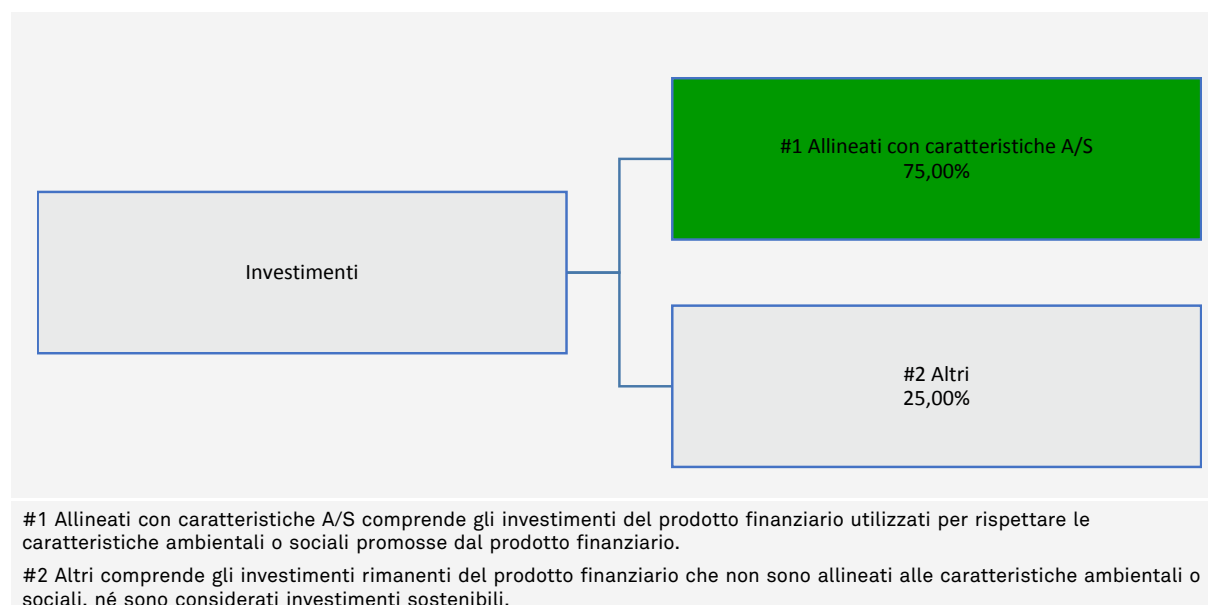 #1 Allineati con caratteristiche A/S
75,00%
Investimenti
#2 Altri
25,00%
#1 Allineati con caratteristiche A/S comprende gli investimenti del prodotto finanziario utilizzati per rispettare le
caratteristiche ambientali o sociali promosse dal prodotto finanziario.
#2 Altri comprende gli investimenti rimanenti del prodotto finanziario che non sono allineati alle caratteristiche ambientali o
sociali, né sono considerati investimenti sostenibili.